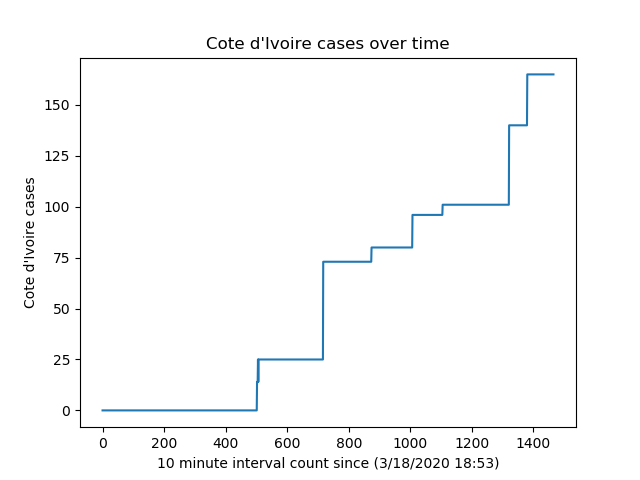 Cote d'Ivoire cases over time
Cote d'Ivoire cases
150
125
100
75
50
25
0
0 200 400 600 800 1000 1200 1400
10 minute interval count since (3/18/2020 18:53)